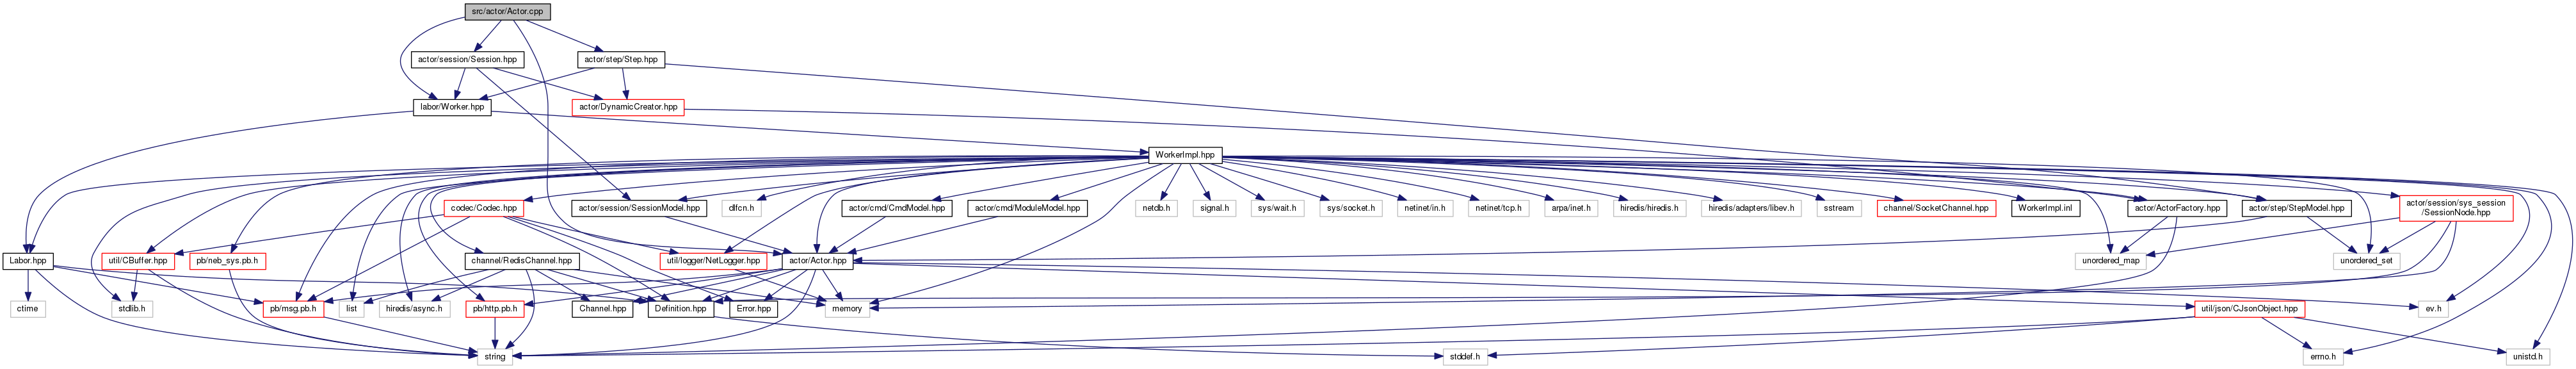 src/actor/Actor.cpp
actor/session/Session.hpp
actor/step/Step.hpp
labor/Worker.hpp
actor/DynamicCreator.hpp
WorkerImpl.hpp
codec/Codec.hpp
actor/session/SessionModel.hpp
dlfcn.h
actor/cmd/CmdModel.hpp
actor/cmd/ModuleModel.hpp
netdb.h
signal.h
sys/wait.h
sys/socket.h
netinet/in.h
netinet/tcp.h
arpa/inet.h
hiredis/hiredis.h
hiredis/adapters/libev.h
sstream
channel/SocketChannel.hpp
WorkerImpl.inl
actor/ActorFactory.hpp
actor/step/StepModel.hpp
actor/session/sys_session
/SessionNode.hpp
Labor.hpp
util/CBuffer.hpp
pb/neb_sys.pb.h
channel/RedisChannel.hpp
util/logger/NetLogger.hpp
actor/Actor.hpp
unordered_map
unordered_set
ctime
stdlib.h
pb/msg.pb.h
list
hiredis/async.h
pb/http.pb.h
Channel.hpp
Definition.hpp
Error.hpp
memory
util/json/CJsonObject.hpp
ev.h
string
stddef.h
errno.h
unistd.h